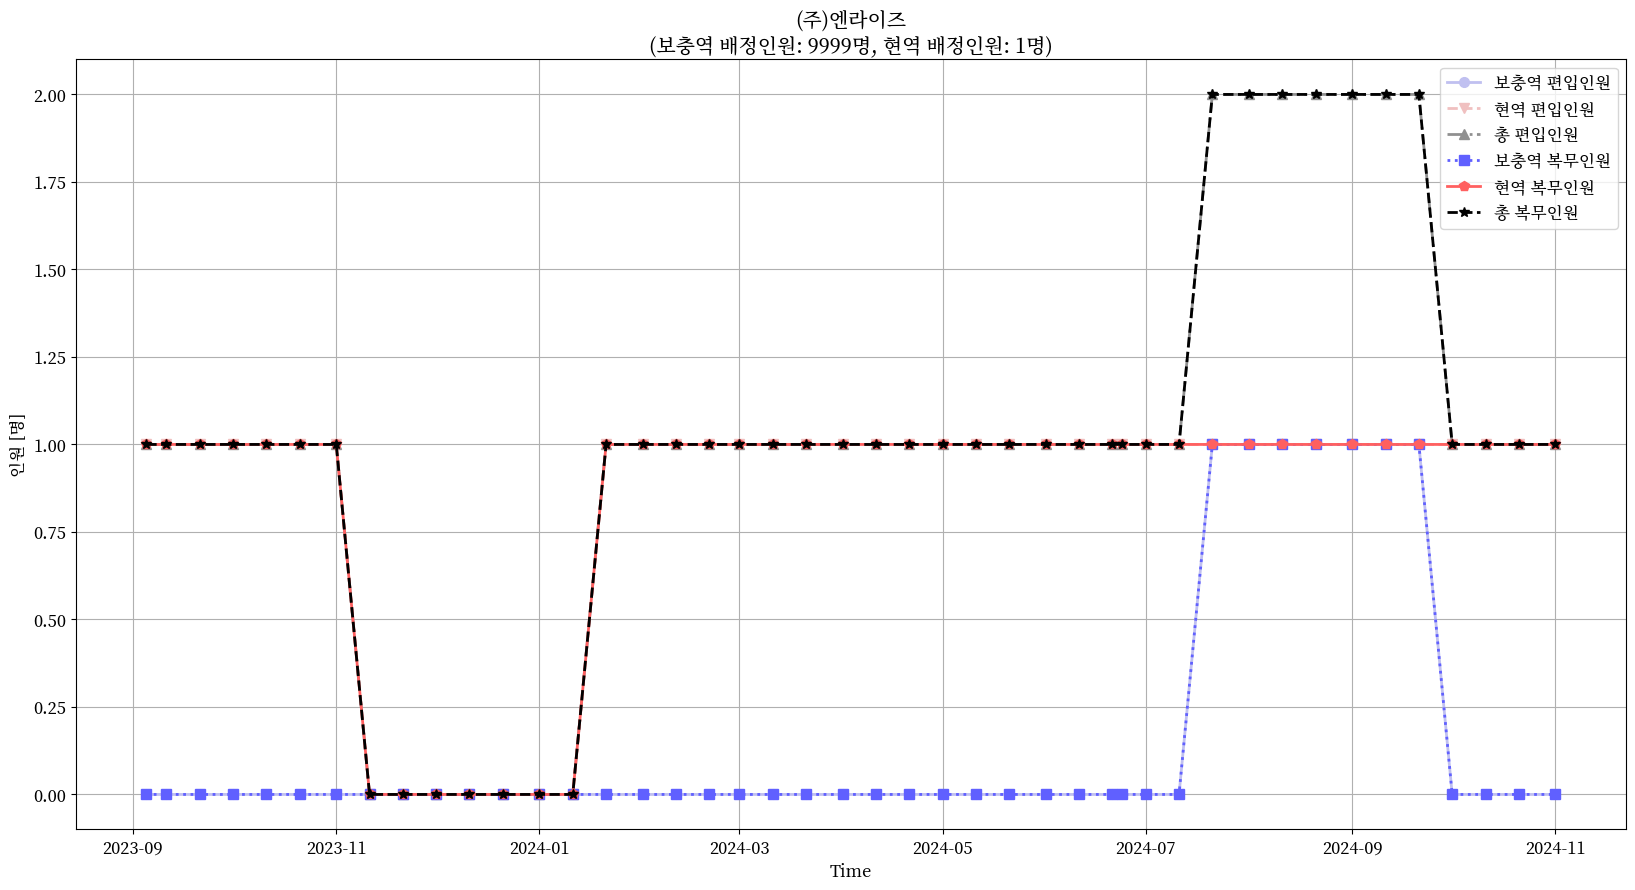 (주)엔라이즈
(보충역 배정인원: 9999명, 현역 배정인원: 1명)
2.00
1.75
1.50
1.25
1.00
0.75
0.50
0.25
0.00
인원 [명]
보충역 편입인원
현역 편입인원
총 편입인원
보충역 복무인원
현역 복무인원
총 복무인원
2023-09 2023-11 2024-01 2024-03 2024-05 2024-07 2024-09 2024-11
Time